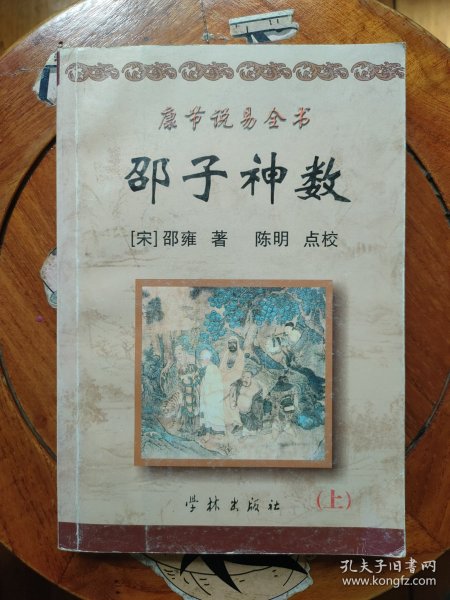 康节说易全书
邵子神数
[宋]邵雍 著 陈明 点校
学林出版社
(上)
孔夫子旧书网
www.kongfz.com